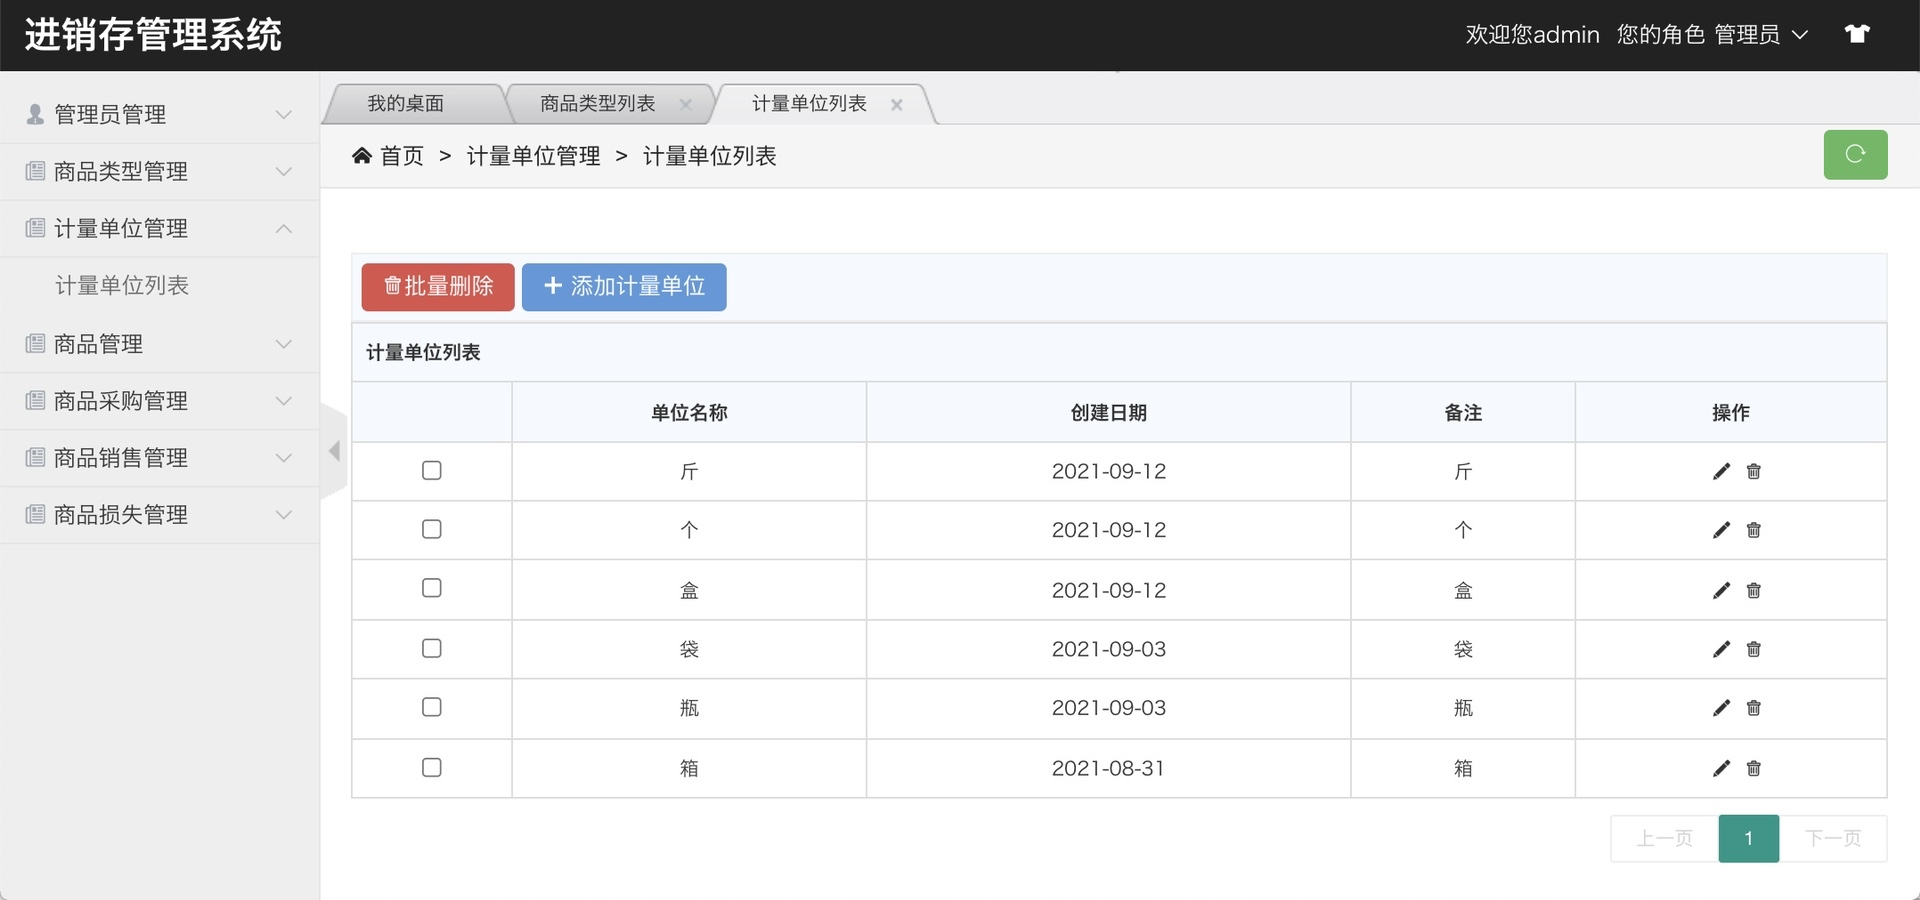 进销存管理系统
欢迎您admin 您的角色 管理员
管理员管理
商品类型管理
计量单位管理
计量单位列表
商品管理
商品采购管理
商品销售管理
商品损失管理
我的桌面 商品类型列表 计量单位列表
首页 > 计量单位管理 > 计量单位列表
批量删除 添加计量单位
计量单位列表
单位名称 创建日期 备注 操作
斤 2021-09-12 斤
个 2021-09-12 个
盒 2021-09-12 盒
袋 2021-09-03 袋
瓶 2021-09-03 瓶
箱 2021-08-31 箱
上一页 1 下一页